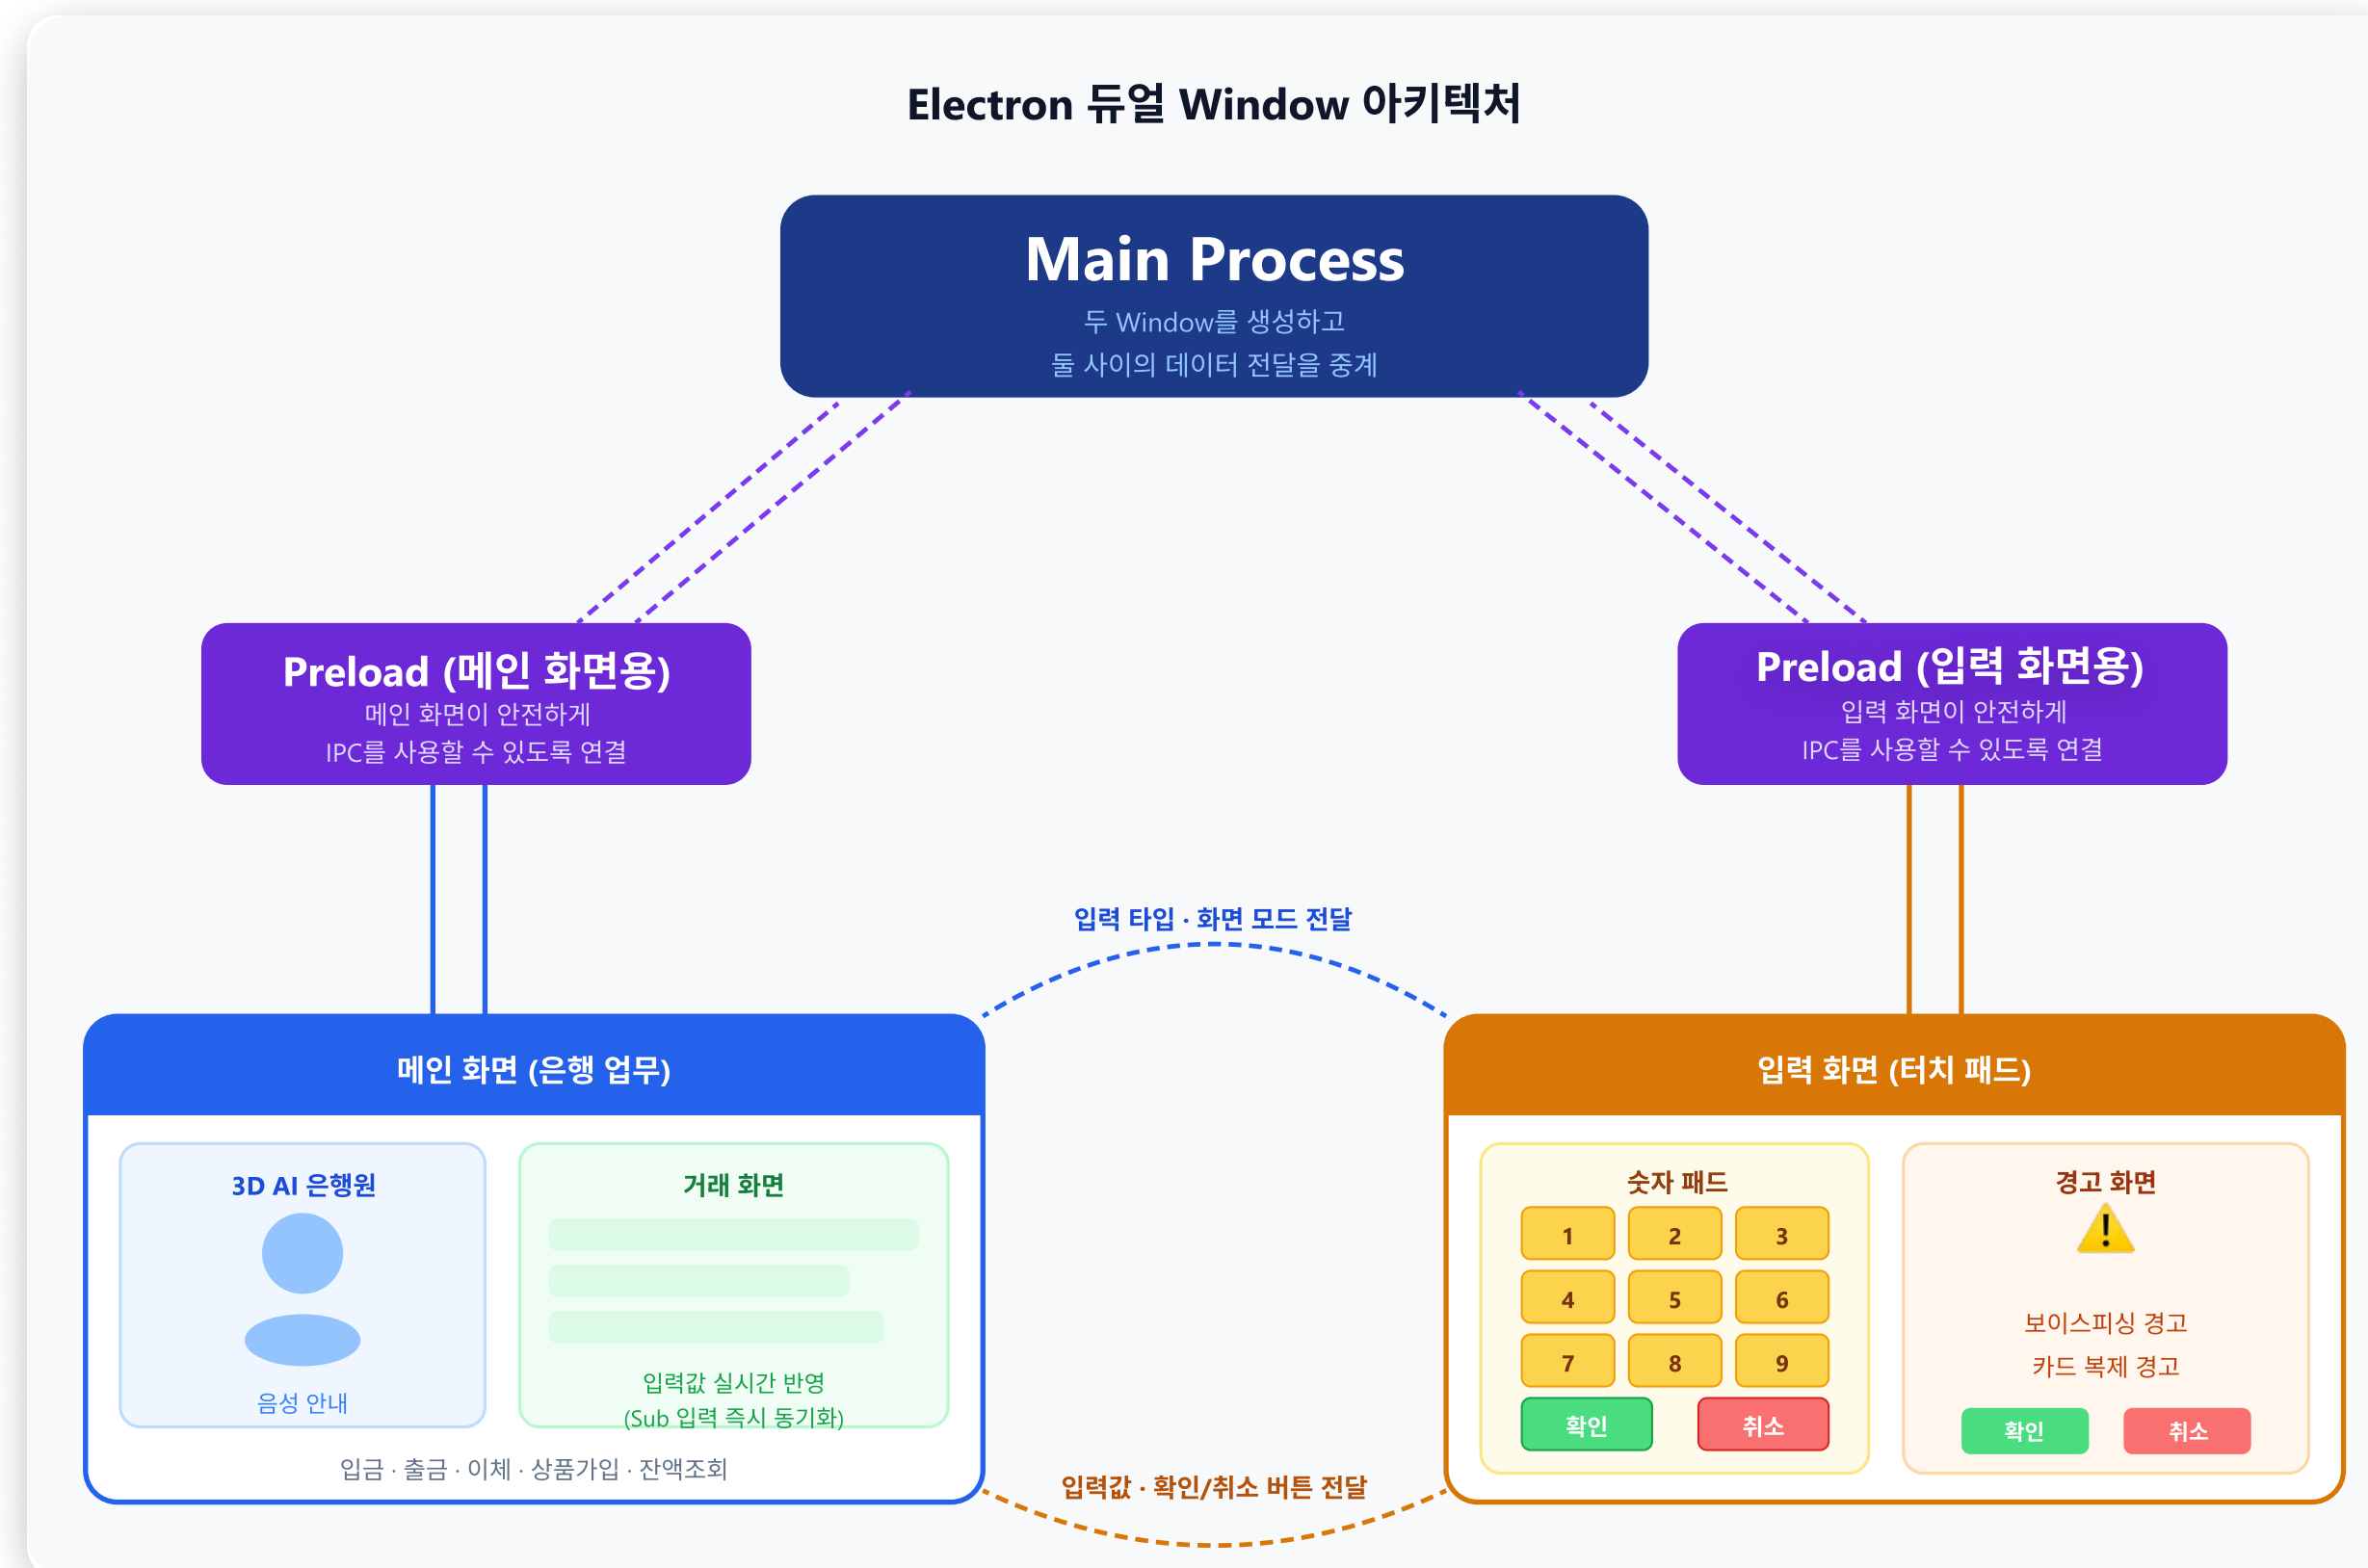 Electron 듀얼 Window 아키텍처
Main Process
두 Window를 생성하고
둘 사이의 데이터 전달을 중계
Preload (메인 화면용)
메인 화면이 안전하게
IPC를 사용할 수 있도록 연결
Preload (입력 화면용)
입력 화면이 안전하게
IPC를 사용할 수 있도록 연결
입력 타입 · 화면 모드 전달
메인 화면 (은행 업무)
3D AI 은행원
음성 안내
거래 화면
입력값 실시간 반영
(Sub 입력 즉시 동기화)
입금 · 출금 · 이체 · 상품가입 · 잔액조회
입력 화면 (터치 패드)
숫자 패드
1 2 3
4 5 6
7 8 9
확인 취소
경고 화면
보이스피싱 경고
카드 복제 경고
확인 취소
입력값 · 확인/취소 버튼 전달